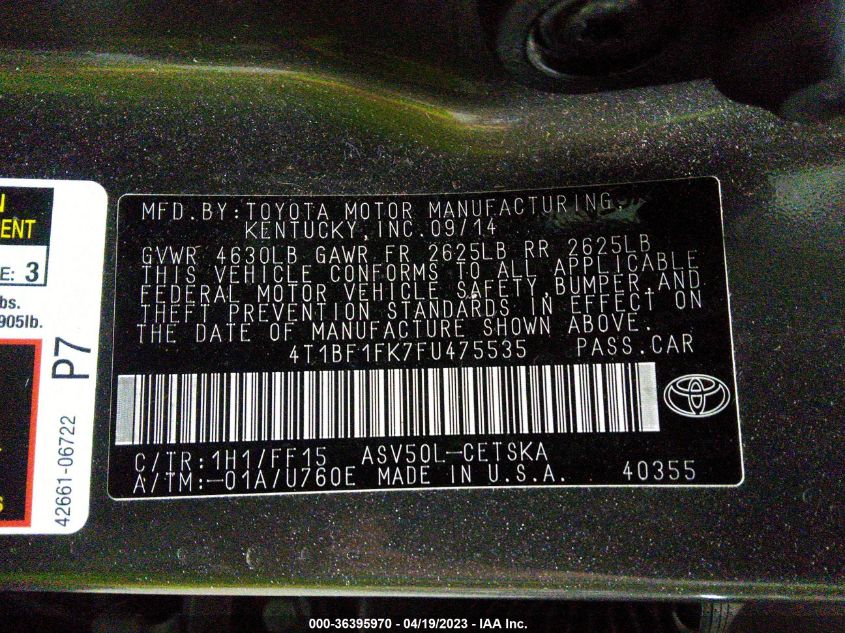 MFD.BY:TOYOTA MOTOR MANUFACTURING
KENTUCKY,INC.09/14
GVWR 4630LB GAWR FR 2625LB RR 2625LB
THIS VEHICLE CONFORMS TO ALL APPLICABLE
FEDERAL MOTOR VEHICLE SAFETY,BUMPER,AND
THEFT PREVENTION STANDARDS IN EFFECT ON
THE DATE OF MANUFACTURE SHOWN ABOVE.
4T1BF1FK7FU475535 PASS.CAR
C/TR:1H1/FF15 ASV50L-CETSKA
A/TM:-01A/U760E MADE IN U.S.A. 40355
N
ENT
E: 3
bs.
905lb.
P7
42661-06722
S
000-36395970 - 04/19/2023 - IAA Inc.